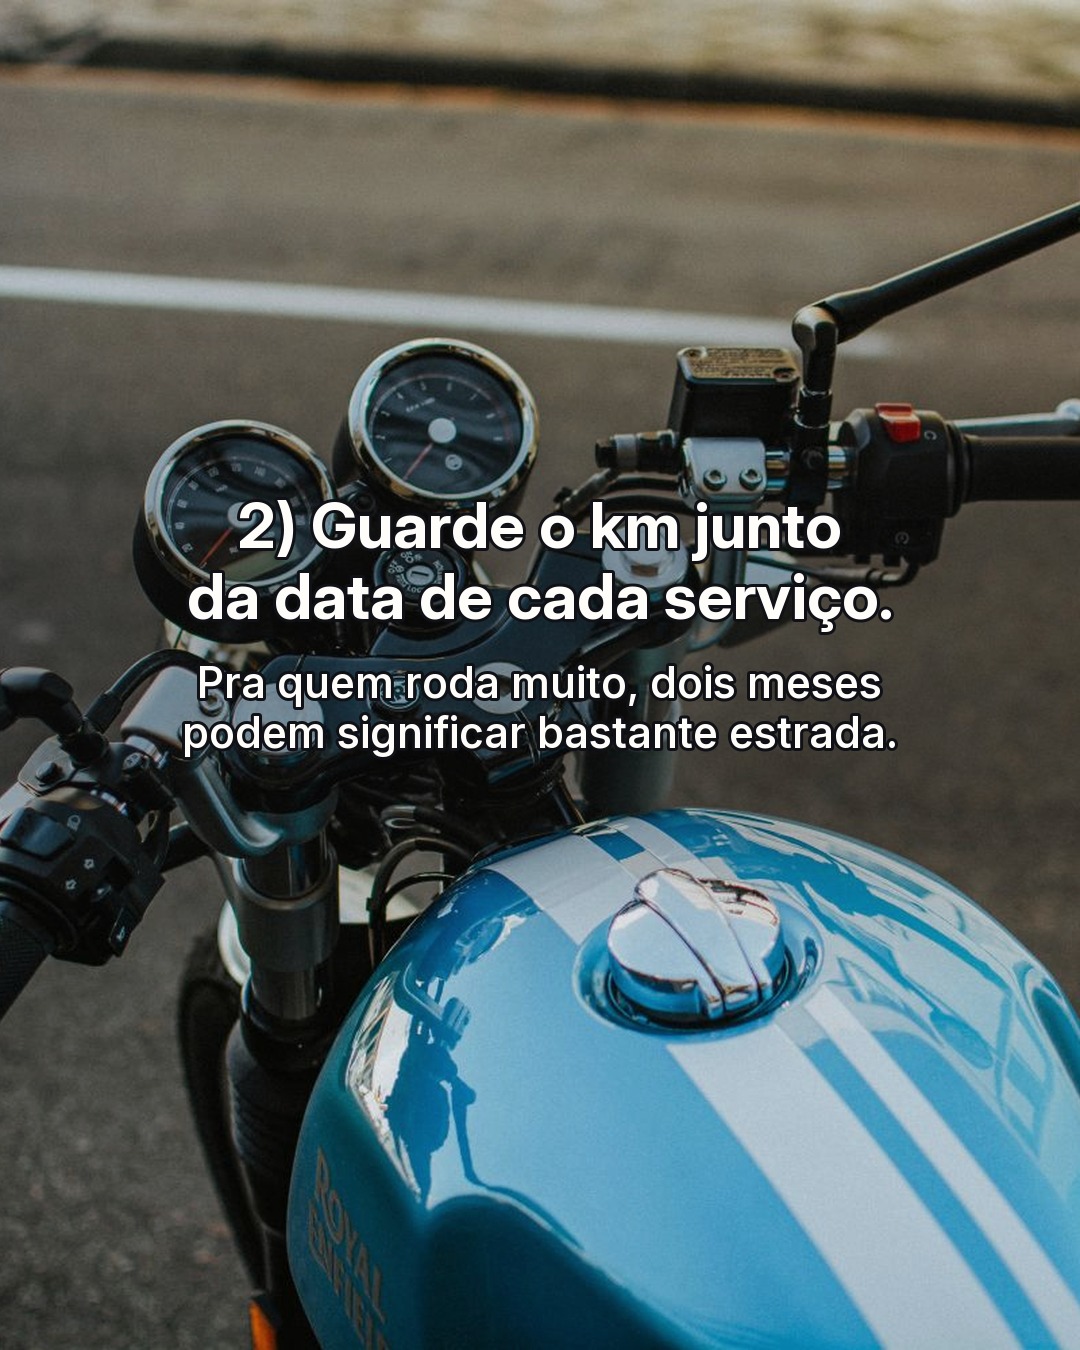 2) Guarde o km junto
da data de cada serviço.
Pra quem roda muito, dois meses
podem significar bastante estrada.
ROYAL
ENFIELD